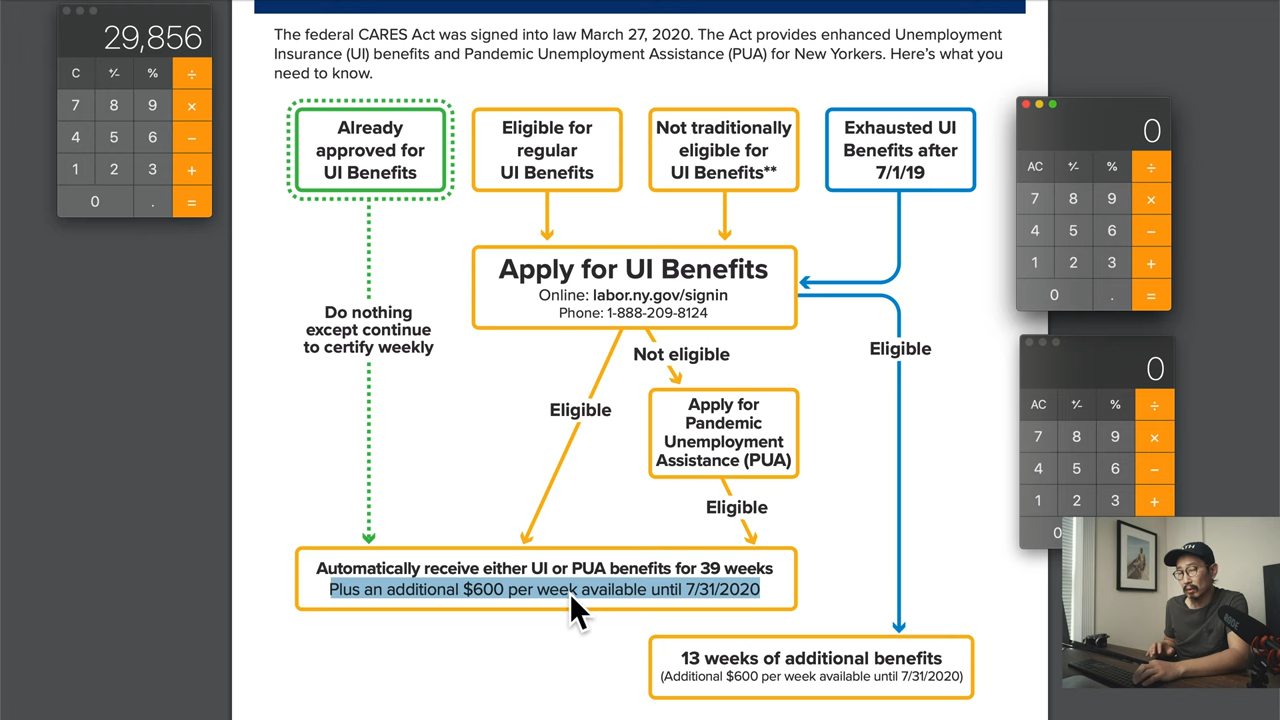 29,856
C +⁄- % ÷
7 8 9 ×
4 5 6 −
1 2 3 +
0 . =
The federal CARES Act was signed into law March 27, 2020. The Act provides enhanced Unemployment
Insurance (UI) benefits and Pandemic Unemployment Assistance (PUA) for New Yorkers. Here’s what you
need to know.
Already
approved for
UI Benefits
Eligible for
regular
UI Benefits
Not traditionally
eligible for
UI Benefits**
Exhausted UI
Benefits after
7/1/19
Apply for UI Benefits
Online: labor.ny.gov/signin
Phone: 1-888-209-8124
Do nothing
except continue
to certify weekly
Not eligible
Eligible
Eligible
Apply for
Pandemic
Unemployment
Assistance (PUA)
Eligible
Automatically receive either UI or PUA benefits for 39 weeks
Plus an additional $600 per week available until 7/31/2020
13 weeks of additional benefits
(Additional $600 per week available until 7/31/2020)
0
AC +⁄- % ÷
7 8 9 ×
4 5 6 −
1 2 3 +
0 . =
0
AC +⁄- % ÷
7 8 9 ×
4 5 6 −
1 2 3 +
0
RODE